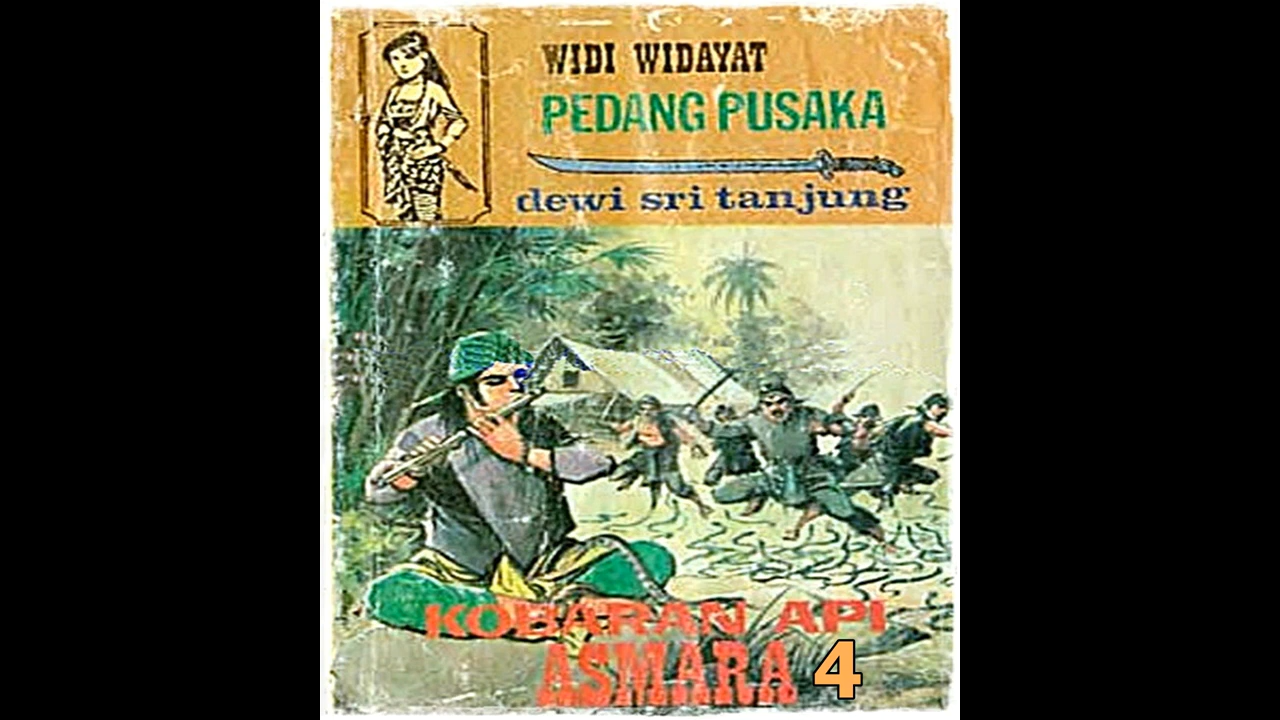 WIDI WIDAYAT
PEDANG PUSAKA
dewi sri tanjung
KOBARAN API
ASMARA 4